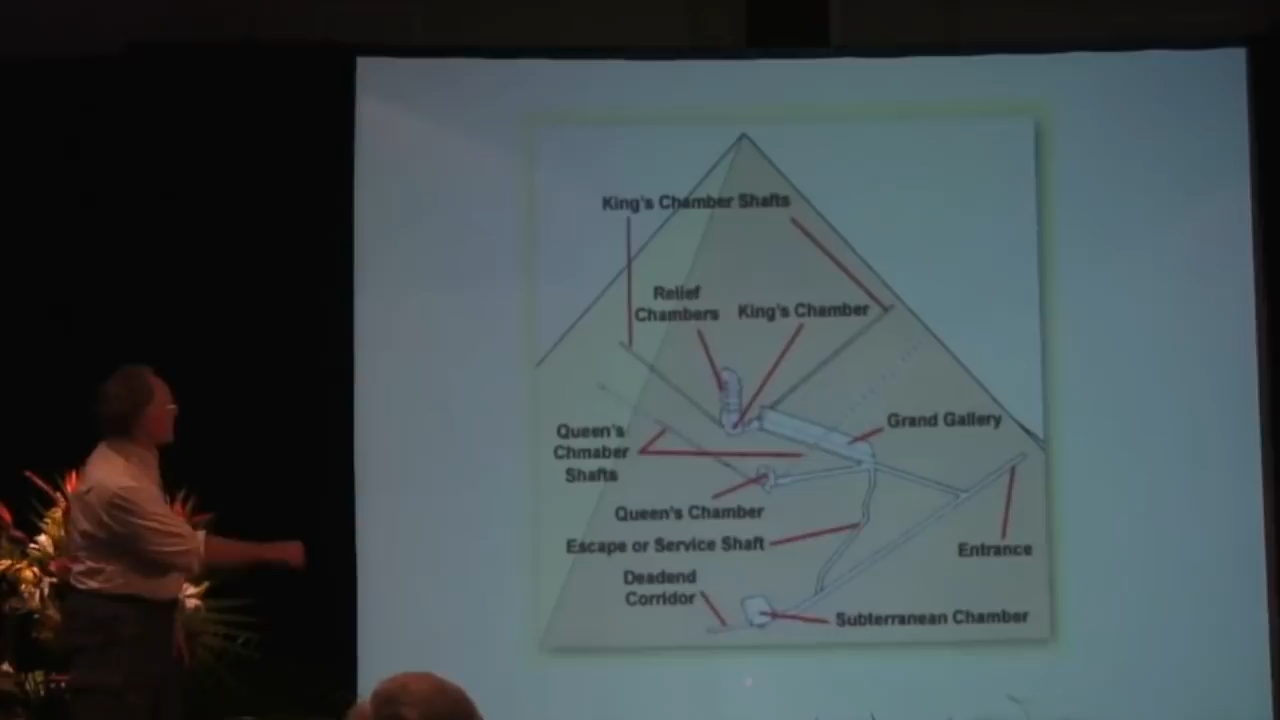 King's Chamber Shafts
Relief
Chambers
King's Chamber
Grand Gallery
Queen's
Chmaber
Shafts
Queen's Chamber
Escape or Service Shaft
Entrance
Deadend
Corridor
Subterranean Chamber